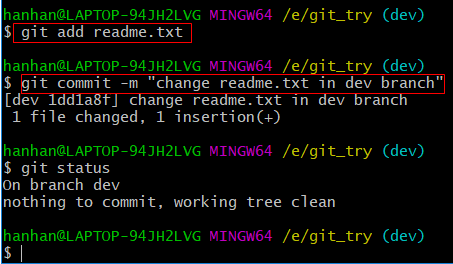 hanhan@LAPTOP-94JH2LVG MINGW64 /e/git_try (dev)
$ git add readme.txt
hanhan@LAPTOP-94JH2LVG MINGW64 /e/git_try (dev)
$ git commit -m "change readme.txt in dev branch"
[dev 1dd1a8f] change readme.txt in dev branch
 1 file changed, 1 insertion(+)
hanhan@LAPTOP-94JH2LVG MINGW64 /e/git_try (dev)
$ git status
On branch dev
nothing to commit, working tree clean
hanhan@LAPTOP-94JH2LVG MINGW64 /e/git_try (dev)
$